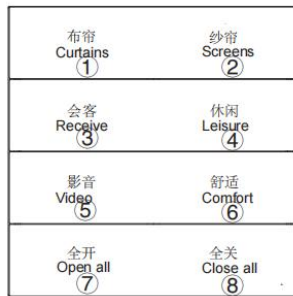 布帘 纱帘
Curtains Screens
① ②
会客 休闲
Receive Leisure
③ ④
影音 舒适
Video Comfort
⑤ ⑥
全开 全关
Open all Close all
⑦ ⑧